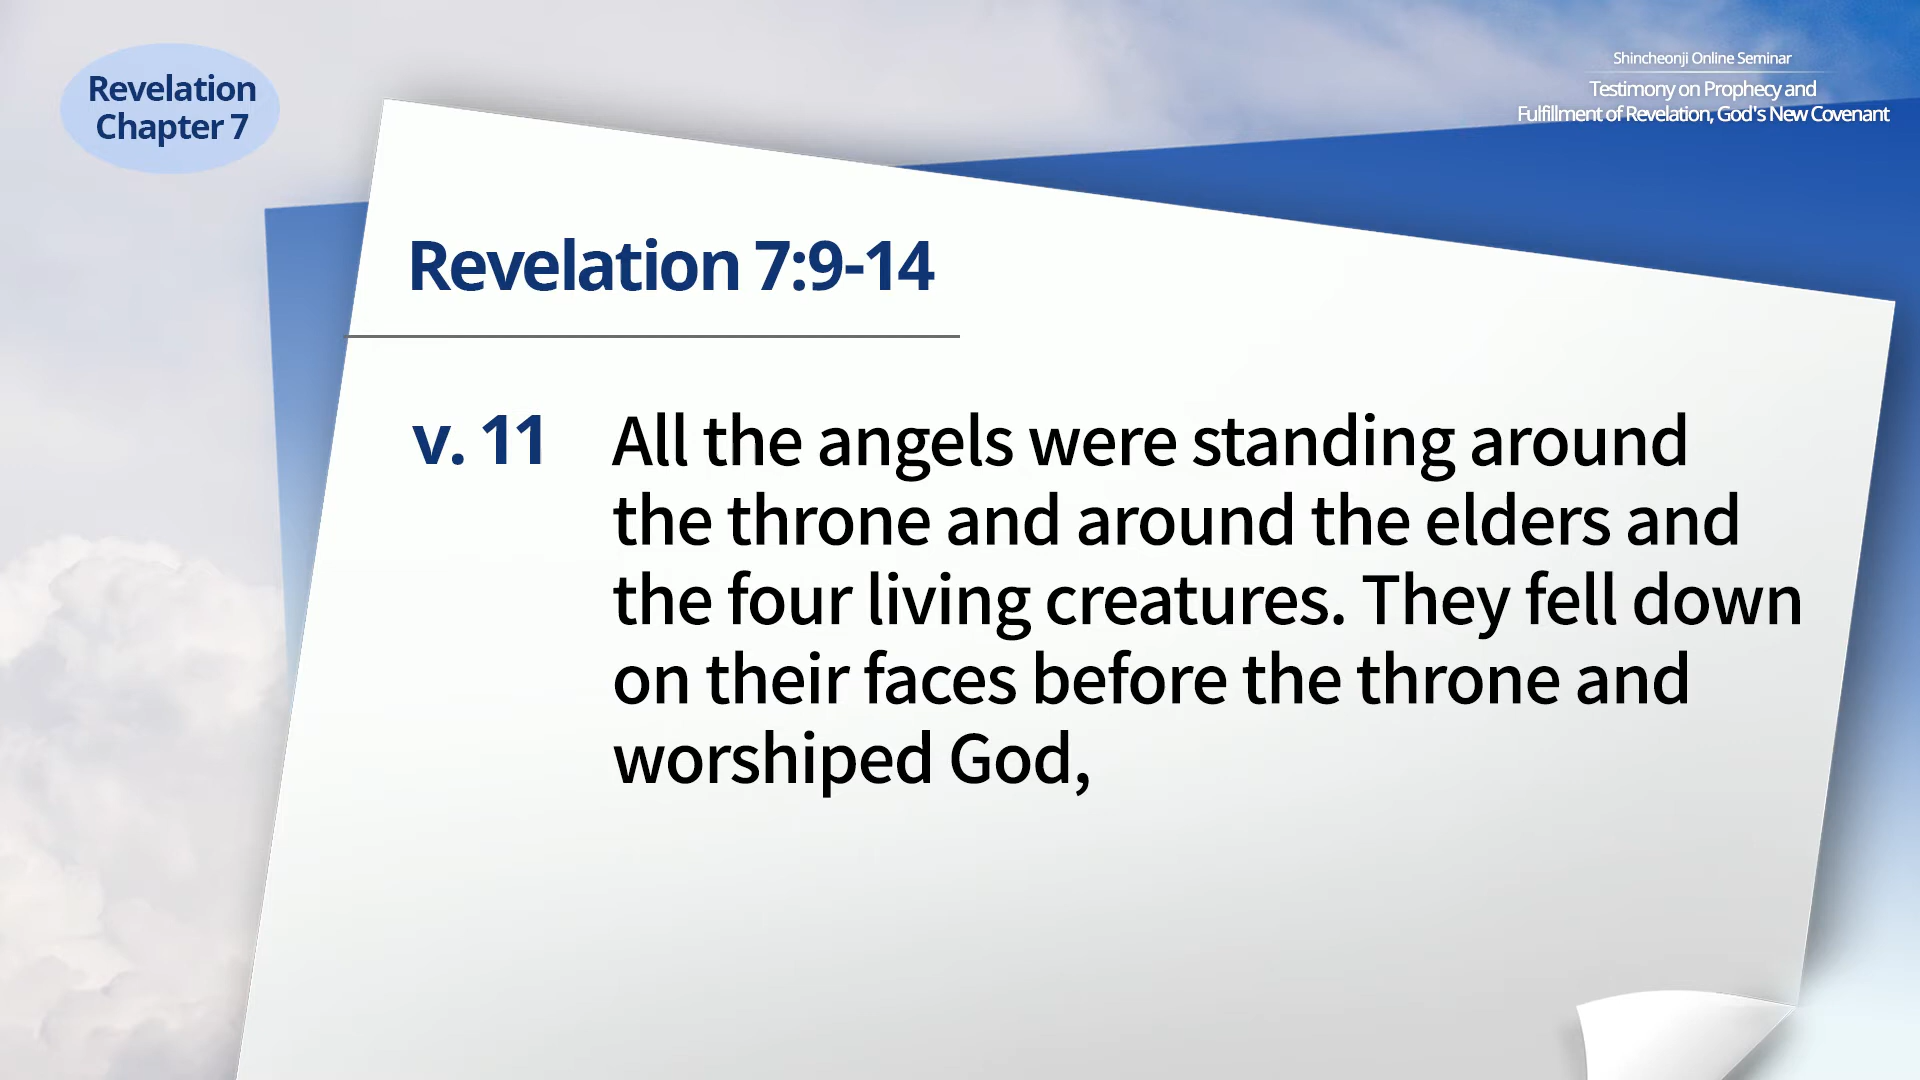 Revelation
Chapter 7
Shincheonji Online Seminar
Testimony on Prophecy and
Fulfillment of Revelation, God's New Covenant
Revelation 7:9-14
v. 11 All the angels were standing around
the throne and around the elders and
the four living creatures. They fell down
on their faces before the throne and
worshiped God,